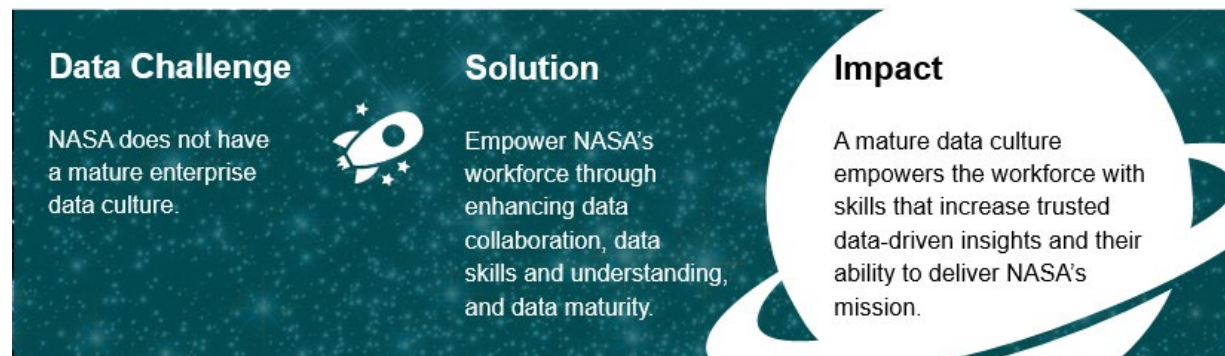 Data Challenge
NASA does not have
a mature enterprise
data culture.
Solution
Empower NASA's
workforce through
enhancing data
collaboration, data
skills and understanding,
and data maturity.
Impact
A mature data culture
empowers the workforce with
skills that increase trusted
data-driven insights and their
ability to deliver NASA's
mission.